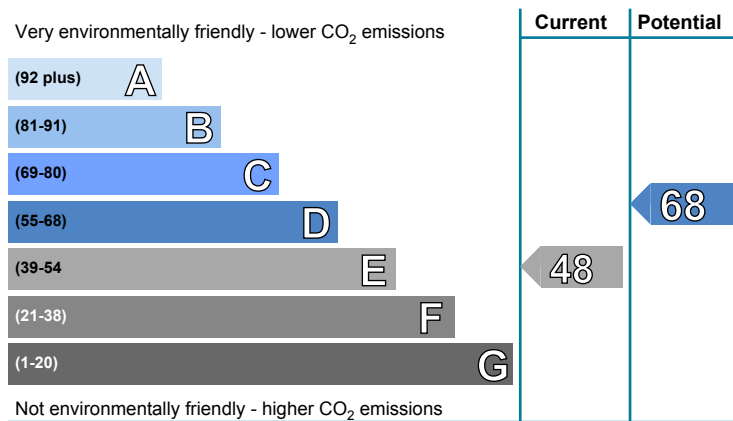 Current Potential
Very environmentally friendly - lower CO2 emissions
(92 plus) A
(81-91) B
(69-80) C
(55-68) D
68
(39-54 E
48
(21-38) F
(1-20) G
Not environmentally friendly - higher CO2 emissions